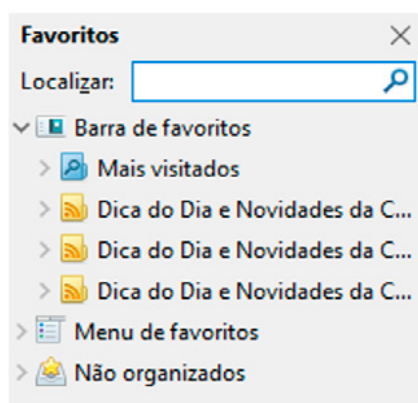 Favoritos
Localizar:
Barra de favoritos
Mais visitados
Dica do Dia e Novidades da C...
Dica do Dia e Novidades da C...
Dica do Dia e Novidades da C...
Menu de favoritos
Não organizados